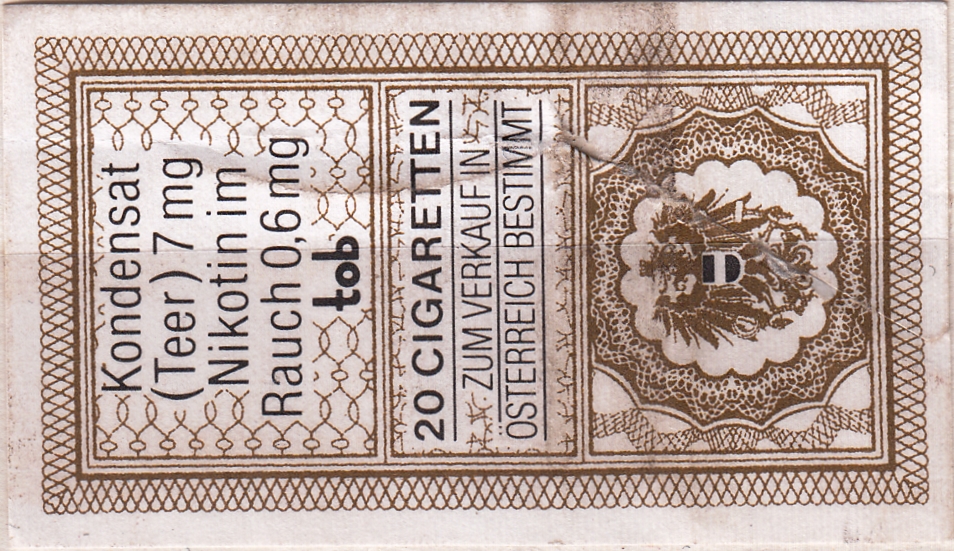 Kondensat
(Teer) 7 mg
Nikotin im
Rauch 0,6 mg
tob
20 CIGARETTEN
ZUM VERKAUF IN
ÖSTERREICH BESTIMMT